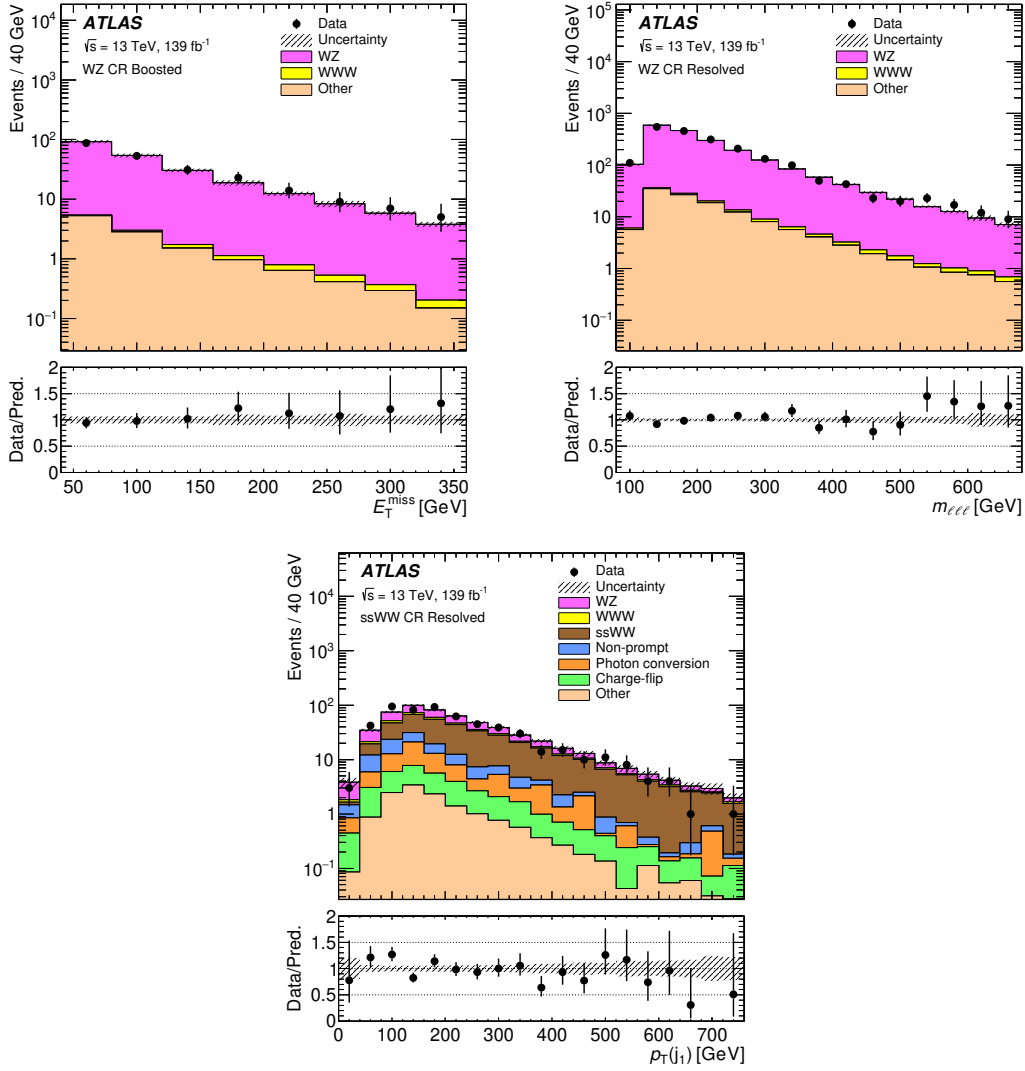 Events / 40 GeV
10⁴
10³
10²
10
1
10⁻¹
ATLAS
√s = 13 TeV, 139 fb⁻¹
WZ CR Boosted
Data
Uncertainty
WZ
WWW
Other
Data/Pred.
2
1.5
1
0.5
0
50 100 150 200 250 300 350
E_T^miss [GeV]
Events / 40 GeV
10⁵
10⁴
10³
10²
10
1
10⁻¹
ATLAS
√s = 13 TeV, 139 fb⁻¹
WZ CR Resolved
Data
Uncertainty
WZ
WWW
Other
Data/Pred.
2
1.5
1
0.5
0
100 200 300 400 500 600
m_ℓℓℓ [GeV]
Events / 40 GeV
10⁴
10³
10²
10
1
10⁻¹
ATLAS
√s = 13 TeV, 139 fb⁻¹
ssWW CR Resolved
Data
Uncertainty
WZ
WWW
ssWW
Non-prompt
Photon conversion
Charge-flip
Other
Data/Pred.
2
1.5
1
0.5
0
0 100 200 300 400 500 600 700
p_T(j₁) [GeV]